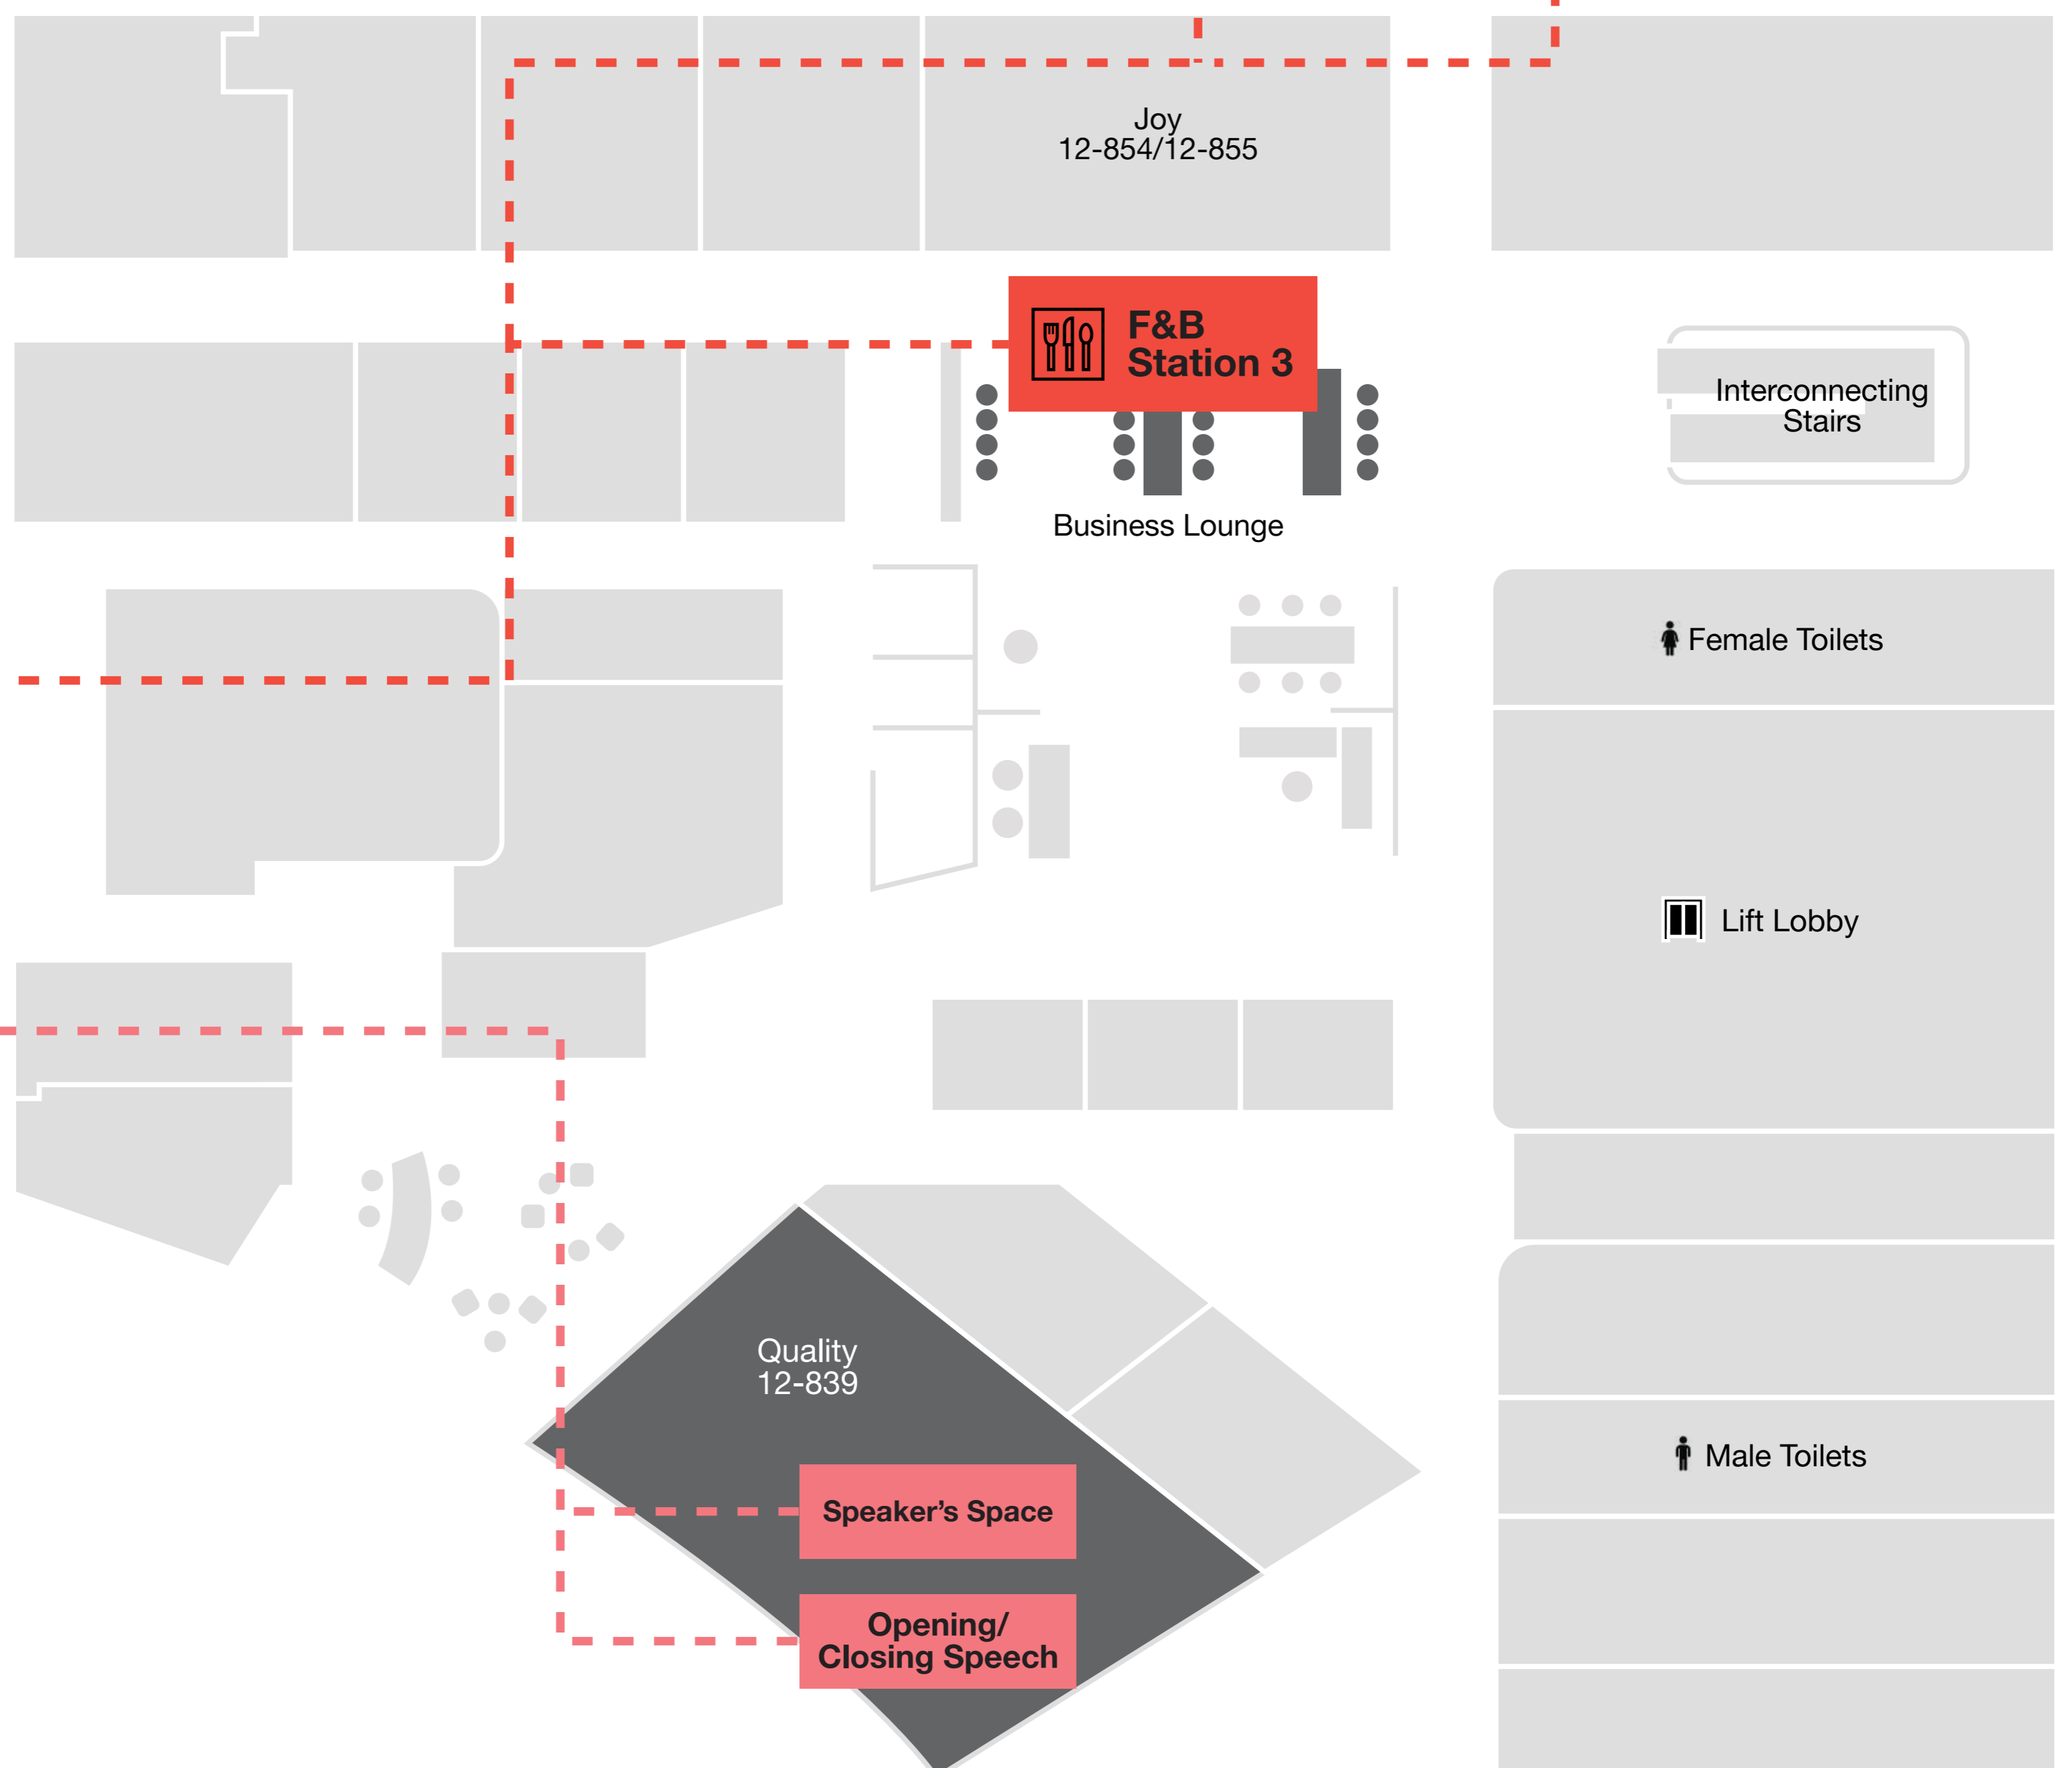 Joy
12-854/12-855
F&B
Station 3
Interconnecting
Stairs
Business Lounge
Female Toilets
Lift Lobby
Quality
12-839
Male Toilets
Speaker’s Space
Opening/
Closing Speech